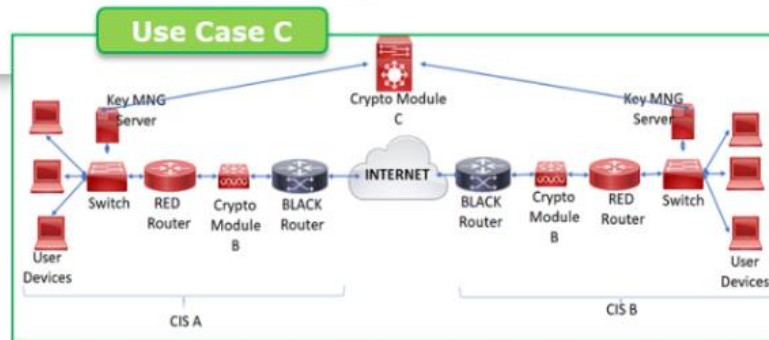 Use Case C
Key MNG
Server
Crypto Module
C
Key MNG
Server
INTERNET
Switch
RED
Router
Crypto
Module
B
BLACK
Router
BLACK
Router
Crypto
Module
B
RED
Router
Switch
User
Devices
User
Devices
CIS A
CIS B